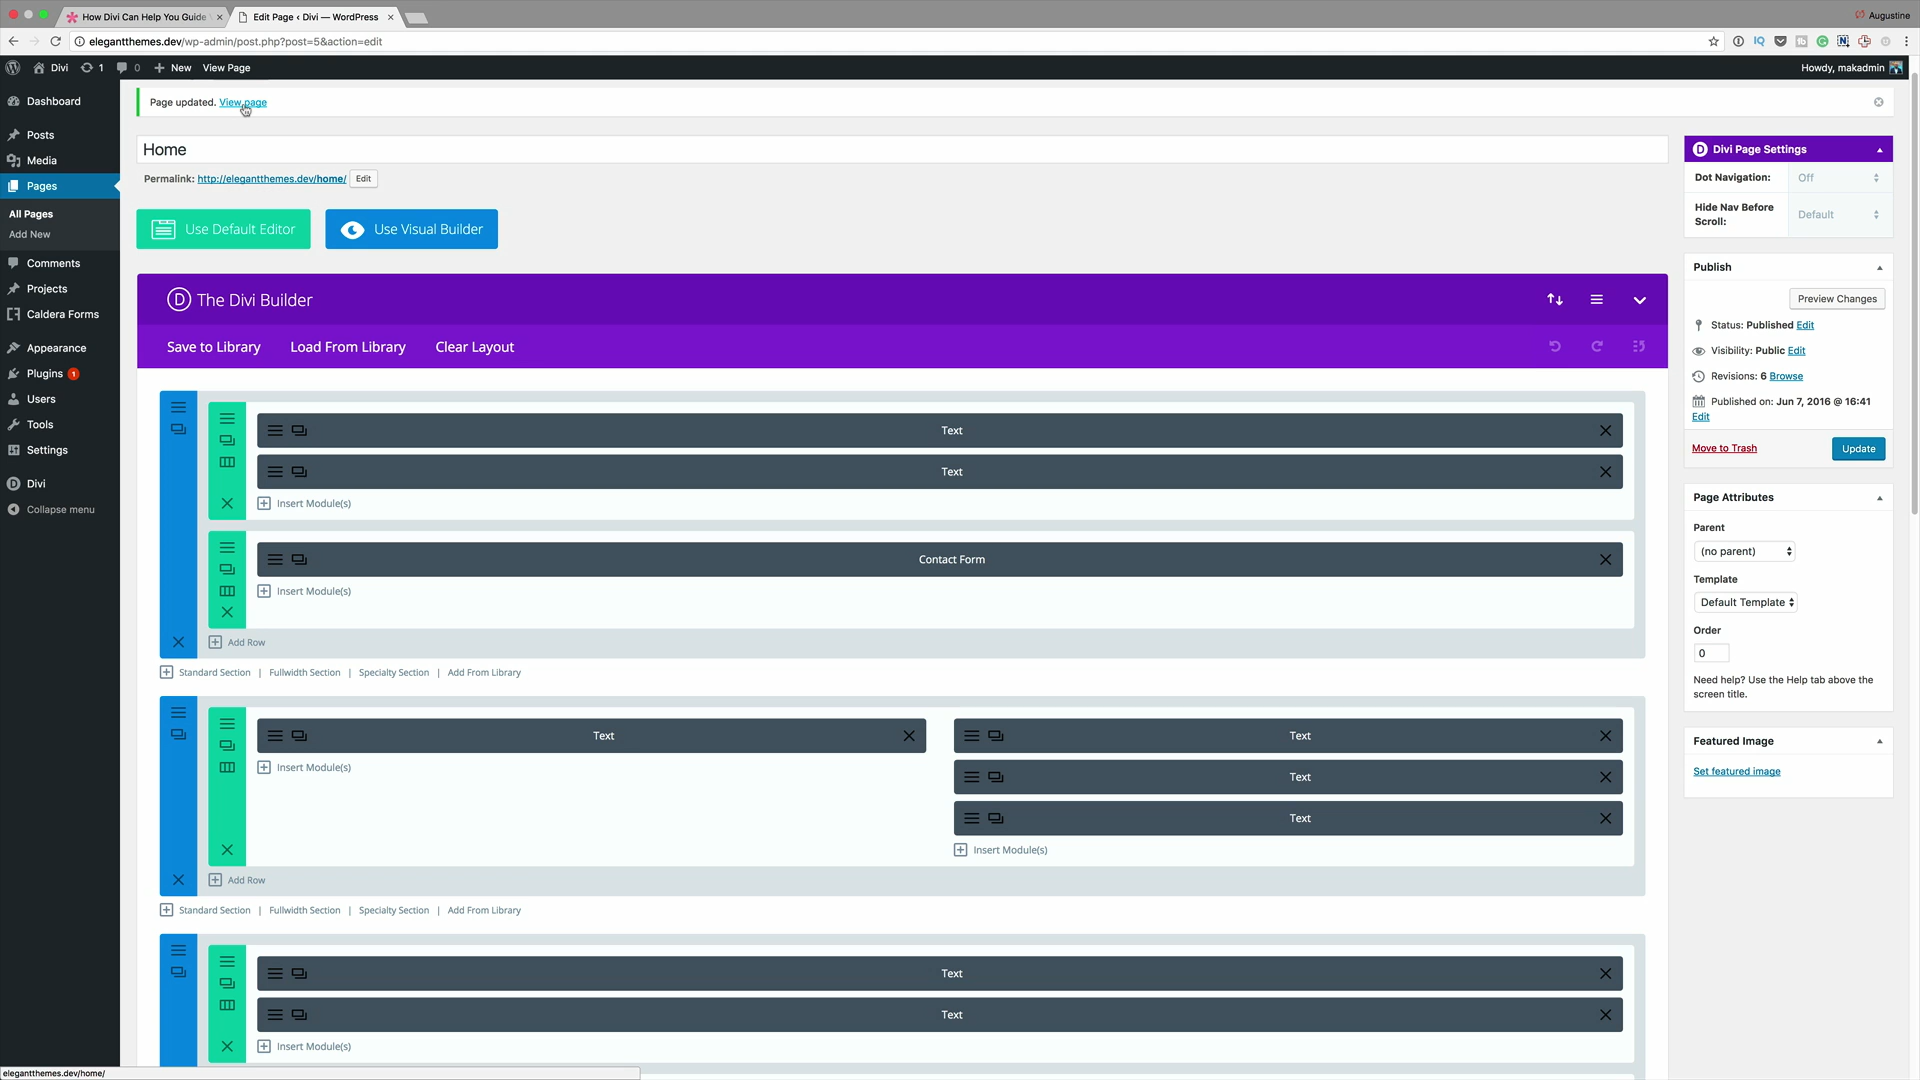 How Divi Can Help You Guide
Edit Page ‹ Divi — WordPress
Augustine
elegantthemes.dev/wp-admin/post.php?post=5&action=edit
Divi 1 0 New View Page
Howdy, makadmin
Dashboard
Posts
Media
Pages
All Pages
Add New
Comments
Projects
Caldera Forms
Appearance
Plugins 1
Users
Tools
Settings
Divi
Collapse menu
Page updated. View page
Home
Permalink: http://elegantthemes.dev/home/ Edit
Use Default Editor
Use Visual Builder
The Divi Builder
Save to Library
Load From Library
Clear Layout
Text
Text
Insert Module(s)
Contact Form
Insert Module(s)
Add Row
Standard Section | Fullwidth Section | Specialty Section | Add From Library
Text
Insert Module(s)
Text
Text
Text
Insert Module(s)
Add Row
Standard Section | Fullwidth Section | Specialty Section | Add From Library
Text
Text
Insert Module(s)
Divi Page Settings
Dot Navigation: Off
Hide Nav Before
Scroll:
Default
Publish
Preview Changes
Status: Published Edit
Visibility: Public Edit
Revisions: 6 Browse
Published on: Jun 7, 2016 @ 16:41
Edit
Move to Trash
Update
Page Attributes
Parent
(no parent)
Template
Default Template
Order
0
Need help? Use the Help tab above the
screen title.
Featured Image
Set featured image
elegantthemes.dev/home/